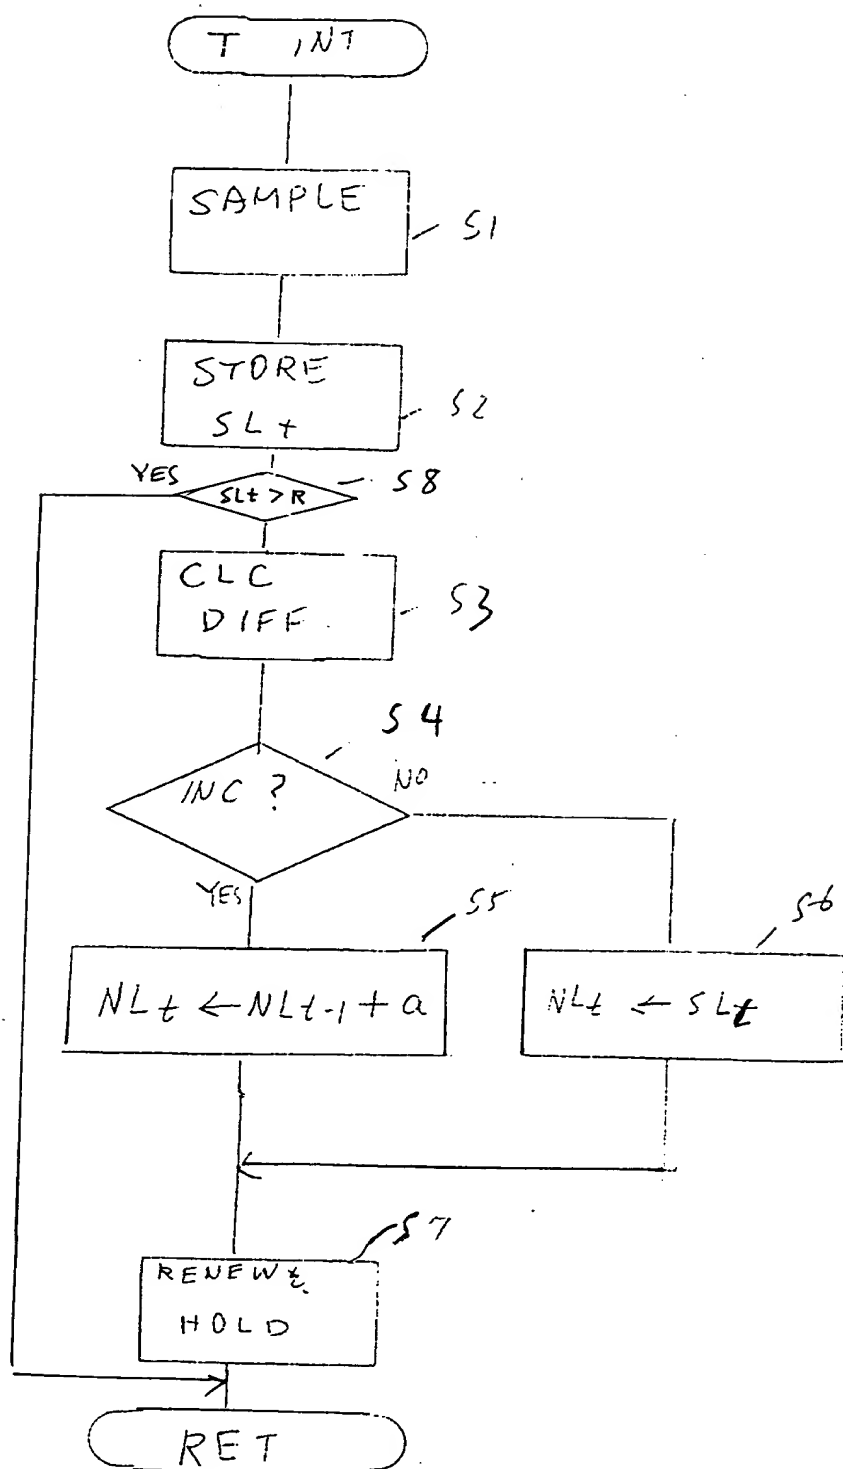 T INT
SAMPLE
S1
STORE
SLt
S2
YES
SLt > R
S8
CLC
DIFF.
S3
S4
INC ?
NO
YES
S5
NLt ← NLt-1 + a
S6
NLt ← SLt
S7
RENEW &
HOLD
RET